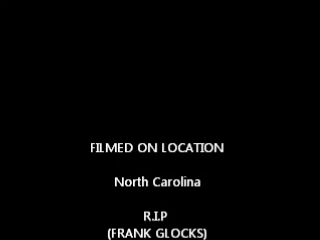 FILMED ON LOCATION
North Carolina
R.I.P
(FRANK GLOCKS)